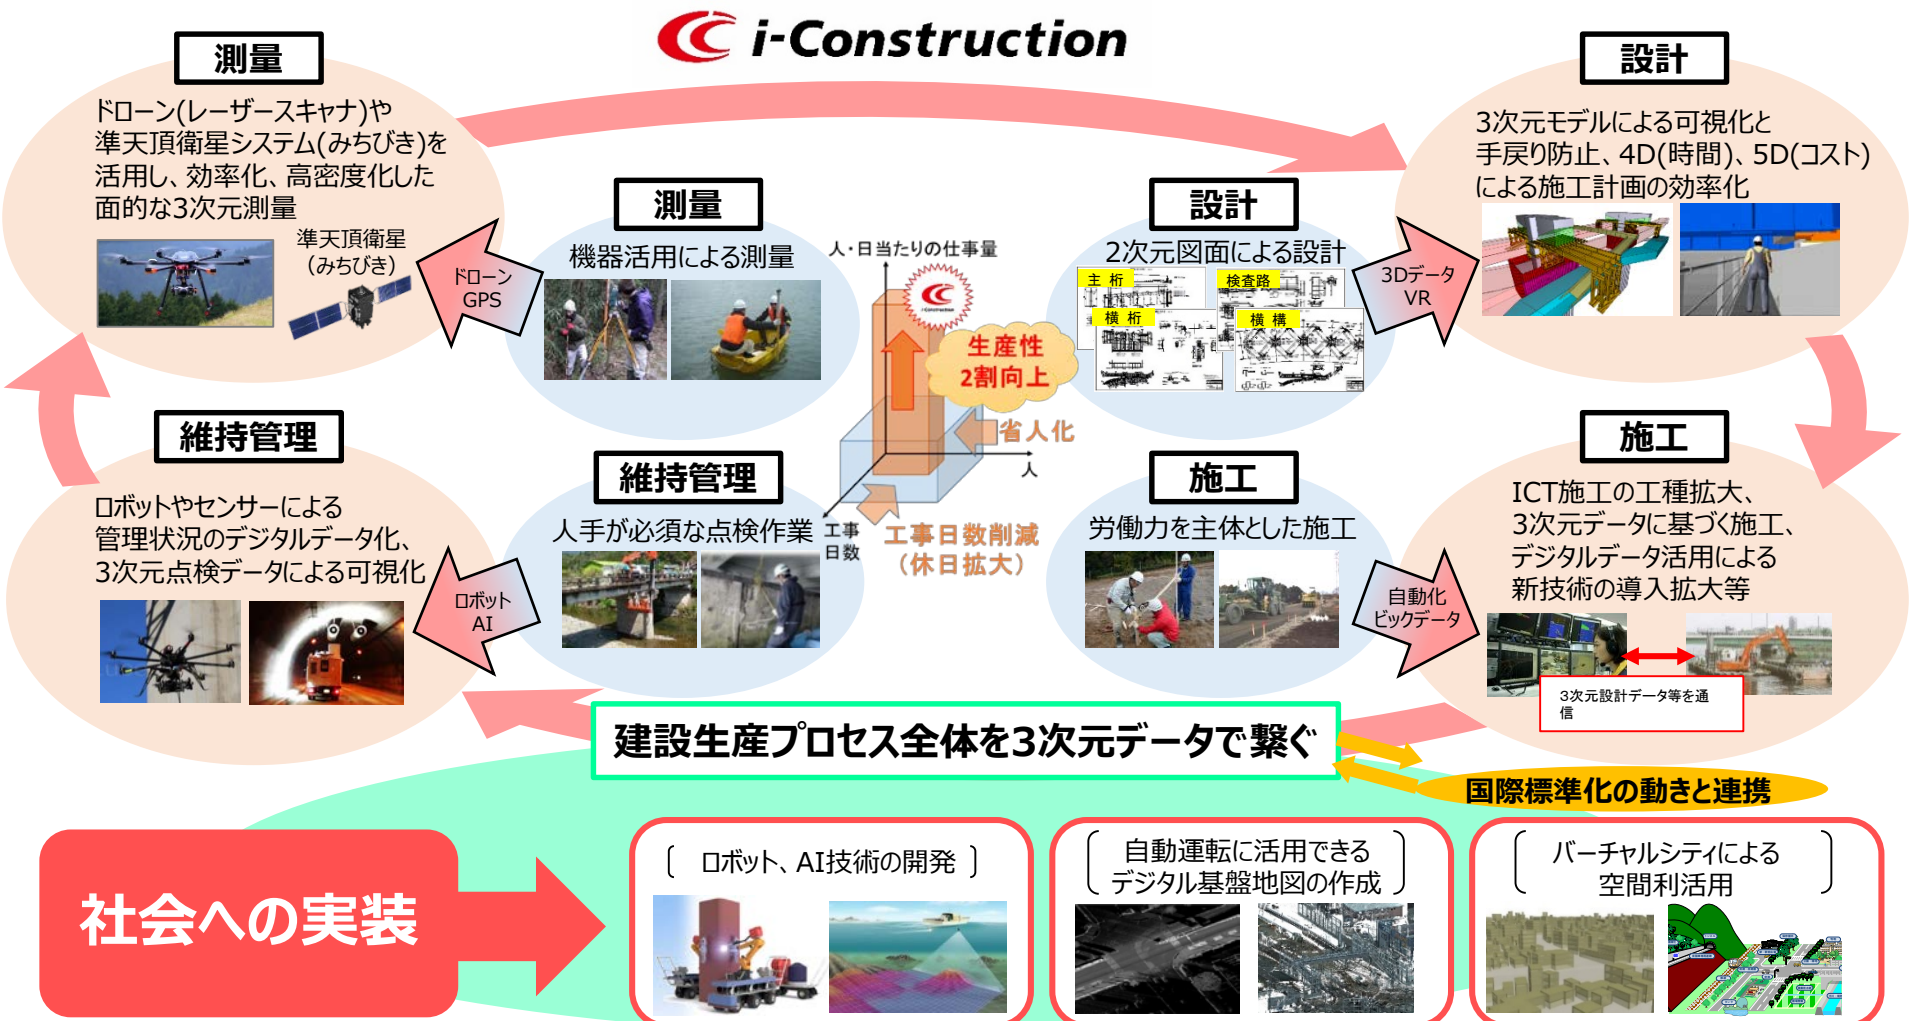 i-Construction
測量
ドローン(レーザースキャナ)や
準天頂衛星システム(みちびき)を
活用し、効率化、高密度化した
面的な3次元測量
準天頂衛星
(みちびき)
ドローン
GPS
測量
機器活用による測量
人・日当たりの仕事量
i-Construction
生産性
2割向上
省人化
人
工事
日数
工事日数削減
(休日拡大)
設計
2次元図面による設計
主 桁
検査路
横 桁
横 構
3Dデータ
VR
設計
3次元モデルによる可視化と
手戻り防止、4D(時間)、5D(コスト)
による施工計画の効率化
維持管理
ロボットやセンサーによる
管理状況のデジタルデータ化、
3次元点検データによる可視化
ロボット
AI
維持管理
人手が必須な点検作業
施工
労働力を主体とした施工
自動化
ビックデータ
施工
ICT施工の工種拡大、
3次元データに基づく施工、
デジタルデータ活用による
新技術の導入拡大等
3次元設計データ等を通
信
建設生産プロセス全体を3次元データで繋ぐ
国際標準化の動きと連携
社会への実装
ロボット、AI技術の開発
自動運転に活用できる
デジタル基盤地図の作成
バーチャルシティによる
空間利活用